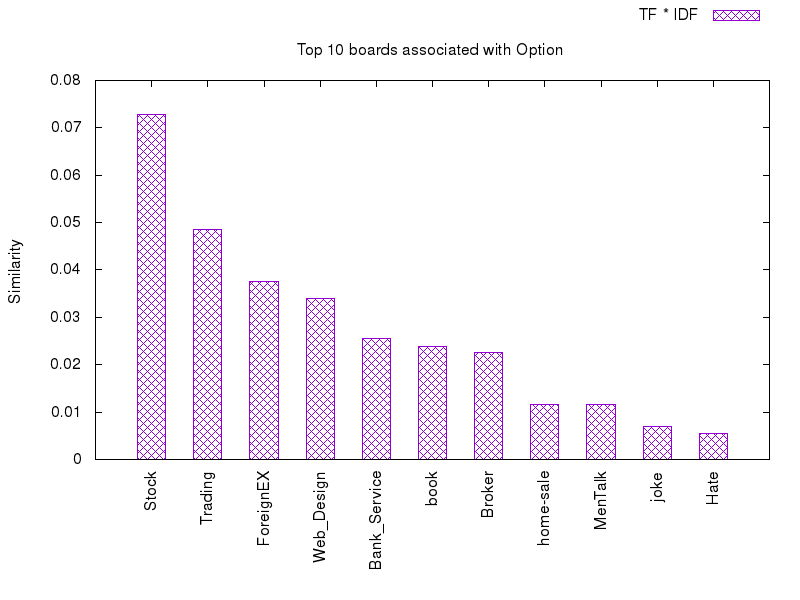 TF * IDF
Top 10 boards associated with Option
0.08
0.07
0.06
0.05
0.04
0.03
0.02
0.01
0
Similarity
Stock
Trading
ForeignEX
Web_Design
Bank_Service
book
Broker
home-sale
MenTalk
joke
Hate